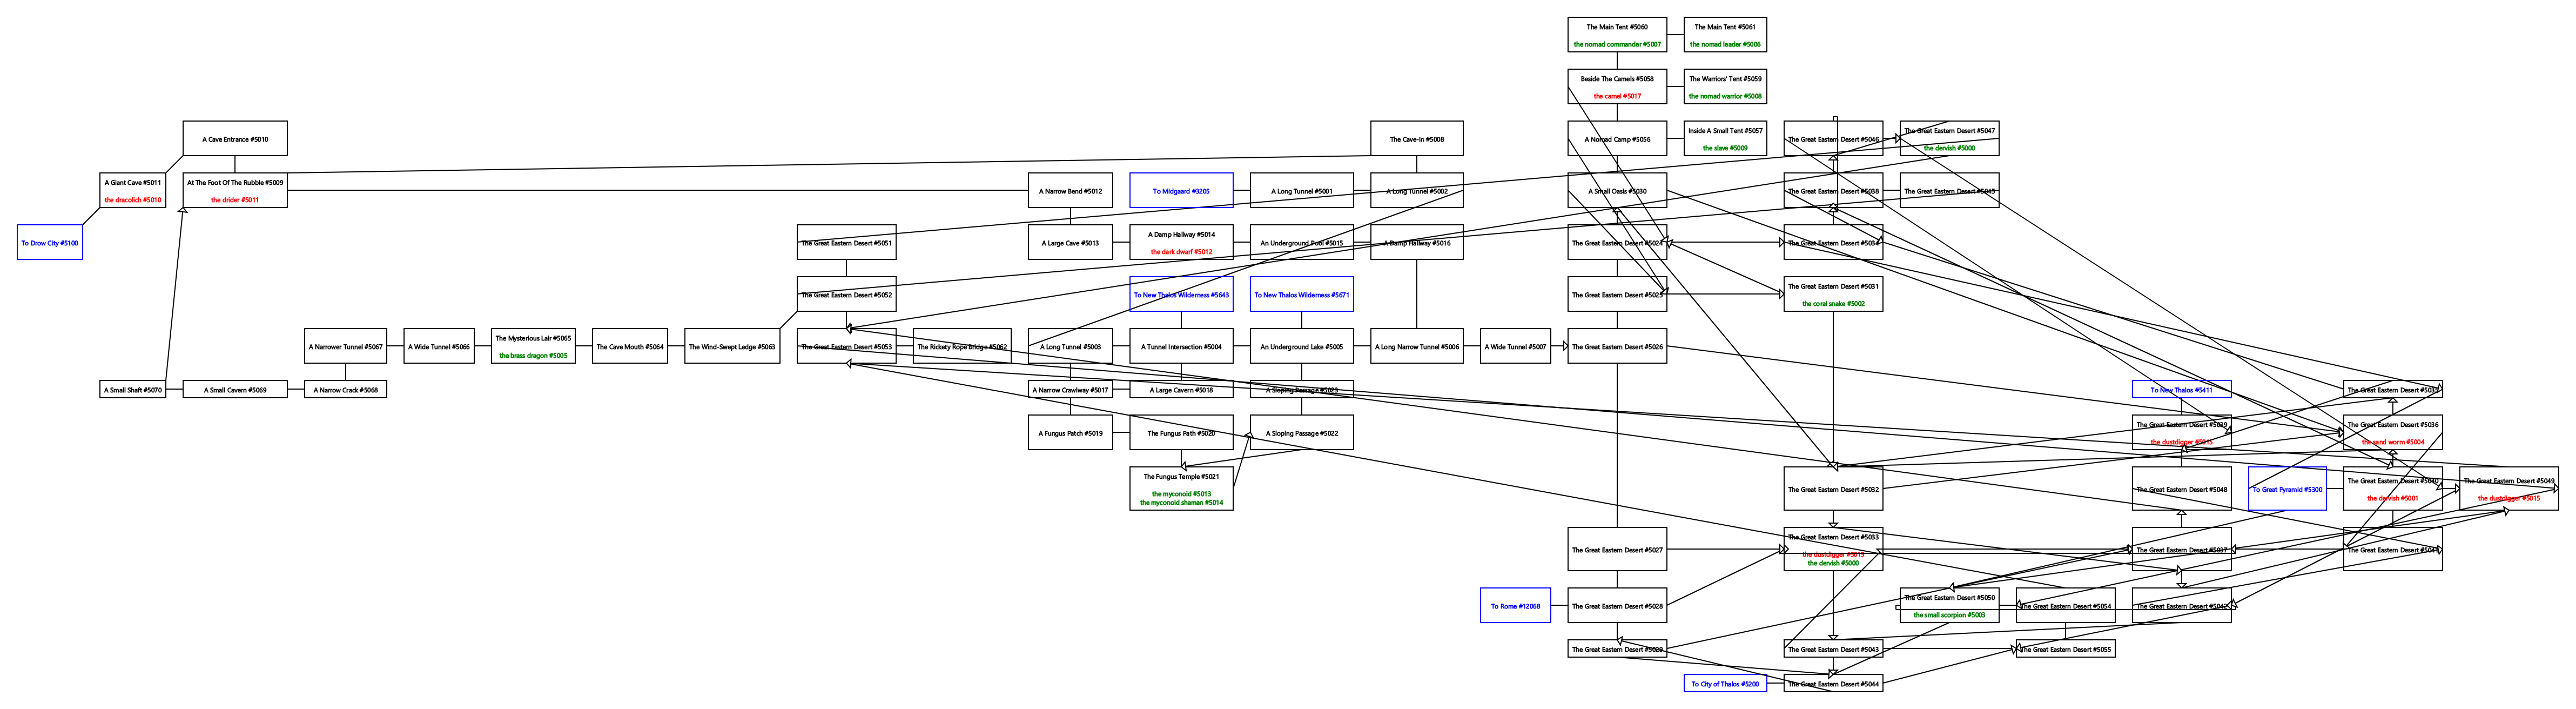 The Main Tent #5060
the nomad commander #5007
The Main Tent #5061
the nomad leader #5006
Beside The Camels #5058
the camel #5017
The Warriors' Tent #5059
the nomad warrior #5008
A Cave Entrance #5010
The Cave-In #5008
A Nomad Camp #5056
Inside A Small Tent #5057
the slave #5009
The Great Eastern Desert #5046
The Great Eastern Desert #5047
the dervish #5000
A Giant Cave #5011
the dracolich #5010
At The Foot Of The Rubble #5009
the drider #5011
A Narrow Bend #5012
To Midgaard #3205
A Long Tunnel #5001
A Long Tunnel #5002
A Small Oasis #5030
The Great Eastern Desert #5038
The Great Eastern Desert #5045
To Drow City #5100
The Great Eastern Desert #5051
A Large Cave #5013
A Damp Hallway #5014
the dark dwarf #5012
An Underground Pool #5015
A Damp Hallway #5016
The Great Eastern Desert #5024
The Great Eastern Desert #5034
The Great Eastern Desert #5052
To New Thalos Wilderness #5643
To New Thalos Wilderness #5671
The Great Eastern Desert #5025
The Great Eastern Desert #5031
the coral snake #5002
A Narrower Tunnel #5067
A Wide Tunnel #5066
The Mysterious Lair #5065
the brass dragon #5005
The Cave Mouth #5064
The Wind-Swept Ledge #5063
The Great Eastern Desert #5053
The Rickety Rope Bridge #5062
A Long Tunnel #5003
A Tunnel Intersection #5004
An Underground Lake #5005
A Long Narrow Tunnel #5006
A Wide Tunnel #5007
The Great Eastern Desert #5026
A Small Shaft #5070
A Small Cavern #5069
A Narrow Crack #5068
A Narrow Crawlway #5017
A Large Cavern #5018
A Sloping Passage #5023
To New Thalos #5411
The Great Eastern Desert #5035
A Fungus Patch #5019
The Fungus Path #5020
A Sloping Passage #5022
The Great Eastern Desert #5039
the dustdigger #5015
The Great Eastern Desert #5036
the sand worm #5004
The Fungus Temple #5021
the myconoid #5013
the myconoid shaman #5014
The Great Eastern Desert #5032
The Great Eastern Desert #5048
To Great Pyramid #5300
The Great Eastern Desert #5040
the dervish #5001
The Great Eastern Desert #5049
the dustdigger #5015
The Great Eastern Desert #5027
The Great Eastern Desert #5033
the dustdigger #5015
the dervish #5000
The Great Eastern Desert #5037
The Great Eastern Desert #5041
To Rome #12068
The Great Eastern Desert #5028
The Great Eastern Desert #5050
the small scorpion #5003
The Great Eastern Desert #5054
The Great Eastern Desert #5042
The Great Eastern Desert #5029
The Great Eastern Desert #5043
The Great Eastern Desert #5055
To City of Thalos #5200
The Great Eastern Desert #5044